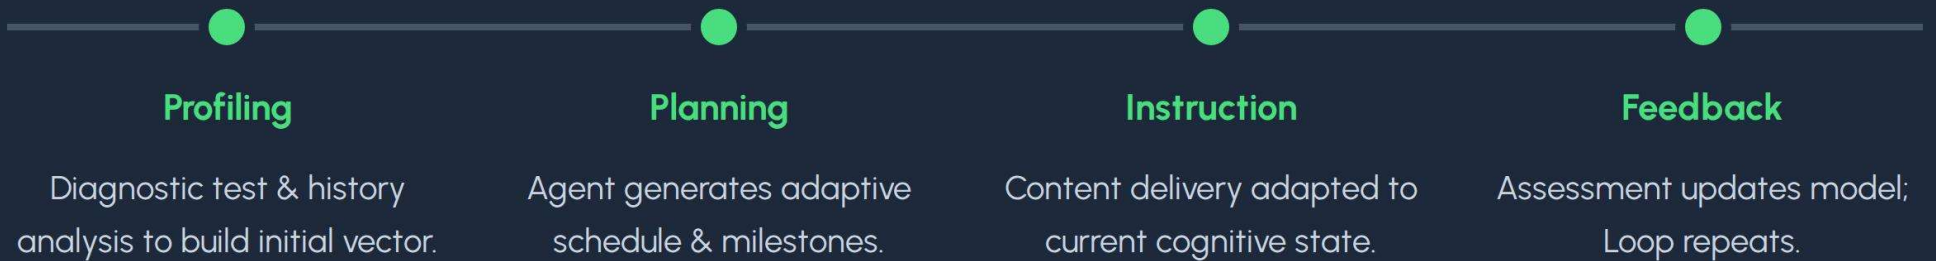 Profiling
Diagnostic test & history
analysis to build initial vector.
Planning
Agent generates adaptive
schedule & milestones.
Instruction
Content delivery adapted to
current cognitive state.
Feedback
Assessment updates model;
Loop repeats.